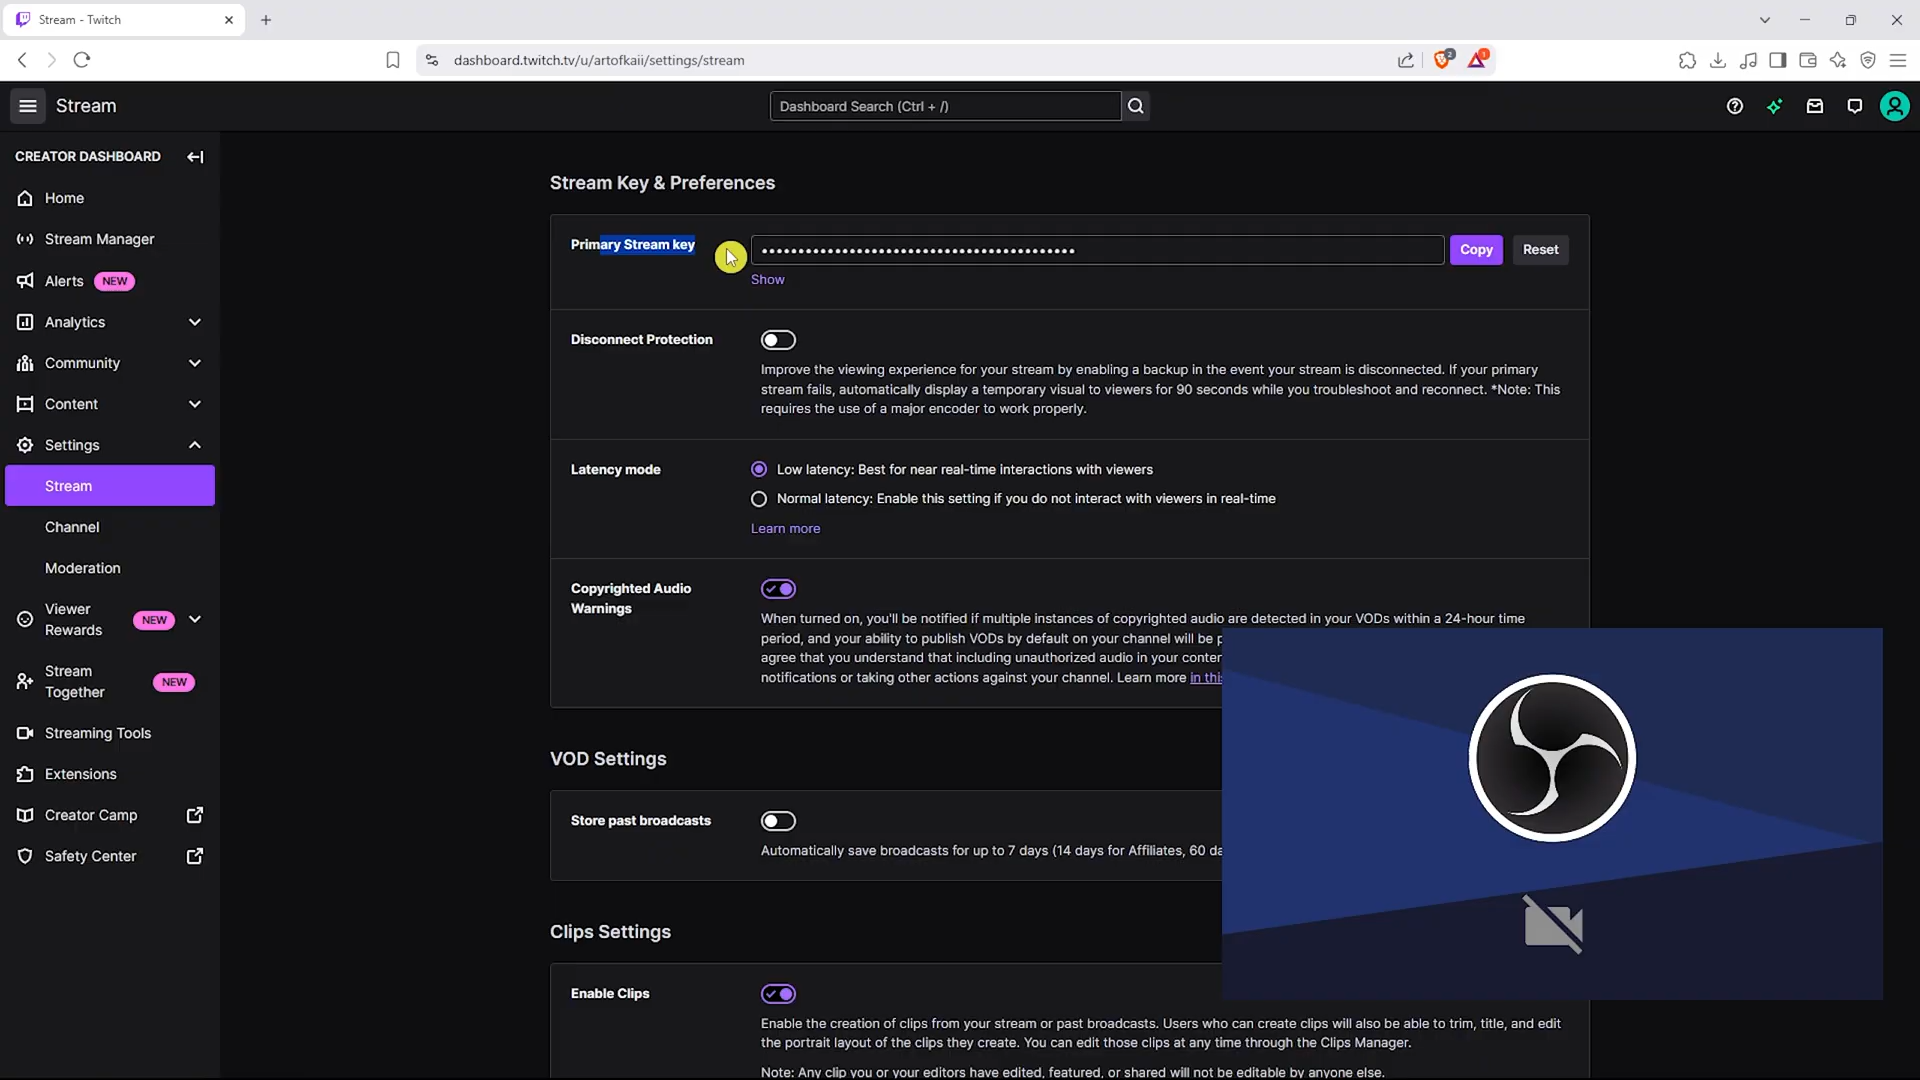 Stream - Twitch
dashboard.twitch.tv/u/artofkaii/settings/stream
2
1
Stream
Dashboard Search (Ctrl + /)
CREATOR DASHBOARD
Home
Stream Manager
Alerts NEW
Analytics
Community
Content
Settings
Stream
Channel
Moderation
Viewer Rewards NEW
Stream Together NEW
Streaming Tools
Extensions
Creator Camp
Safety Center
Stream Key & Preferences
Primary Stream key
Copy
Reset
Show
Disconnect Protection
Improve the viewing experience for your stream by enabling a backup in the event your stream is disconnected. If your primary
stream fails, automatically display a temporary visual to viewers for 90 seconds while you troubleshoot and reconnect. *Note: This
requires the use of a major encoder to work properly.
Latency mode
Low latency: Best for near real-time interactions with viewers
Normal latency: Enable this setting if you do not interact with viewers in real-time
Learn more
Copyrighted Audio
Warnings
When turned on, you'll be notified if multiple instances of copyrighted audio are detected in your VODs within a 24-hour time
period, and your ability to publish VODs by default on your channel will be p
agree that you understand that including unauthorized audio in your conter
notifications or taking other actions against your channel. Learn more in this
VOD Settings
Store past broadcasts
Automatically save broadcasts for up to 7 days (14 days for Affiliates, 60 da
Clips Settings
Enable Clips
Enable the creation of clips from your stream or past broadcasts. Users who can create clips will also be able to trim, title, and edit
the portrait layout of the clips they create. You can edit those clips at any time through the Clips Manager.
Note: Any clip you or your editors have edited, featured, or shared will not be editable by anyone else.